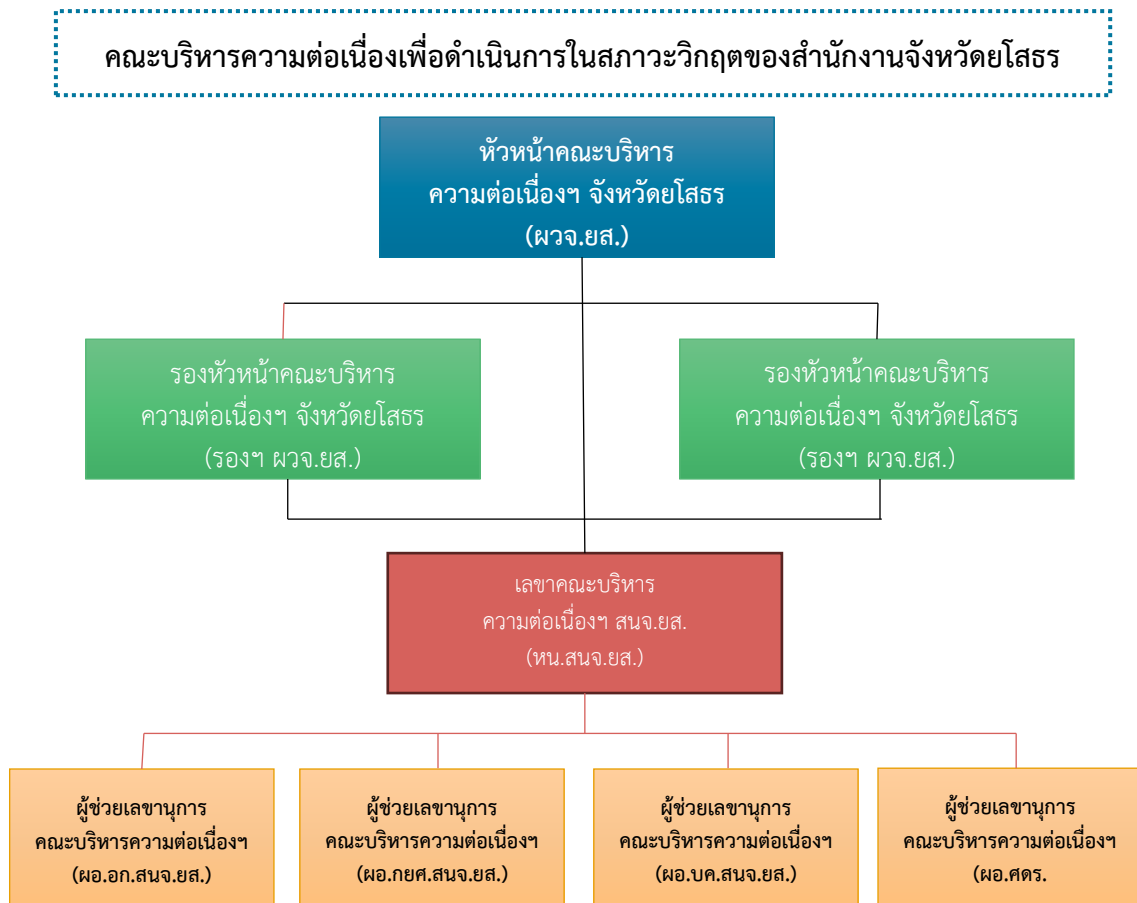 คณะบริหารความต่อเนื่องเพื่อดำเนินการในสภาวะวิกฤตของสำนักงานจังหวัดยโสธร
หัวหน้าคณะบริหาร
ความต่อเนื่องฯ จังหวัดยโสธร
(ผวจ.ยส.)
รองหัวหน้าคณะบริหาร
ความต่อเนื่องฯ จังหวัดยโสธร
(รองฯ ผวจ.ยส.)
รองหัวหน้าคณะบริหาร
ความต่อเนื่องฯ จังหวัดยโสธร
(รองฯ ผวจ.ยส.)
เลขาคณะบริหาร
ความต่อเนื่องฯ สนจ.ยส.
(หน.สนจ.ยส.)
ผู้ช่วยเลขานุการ
คณะบริหารความต่อเนื่องฯ
(ผอ.อก.สนจ.ยส.)
ผู้ช่วยเลขานุการ
คณะบริหารความต่อเนื่องฯ
(ผอ.กยศ.สนจ.ยส.)
ผู้ช่วยเลขานุการ
คณะบริหารความต่อเนื่องฯ
(ผอ.บค.สนจ.ยส.)
ผู้ช่วยเลขานุการ
คณะบริหารความต่อเนื่องฯ
(ผอ.ศดร.